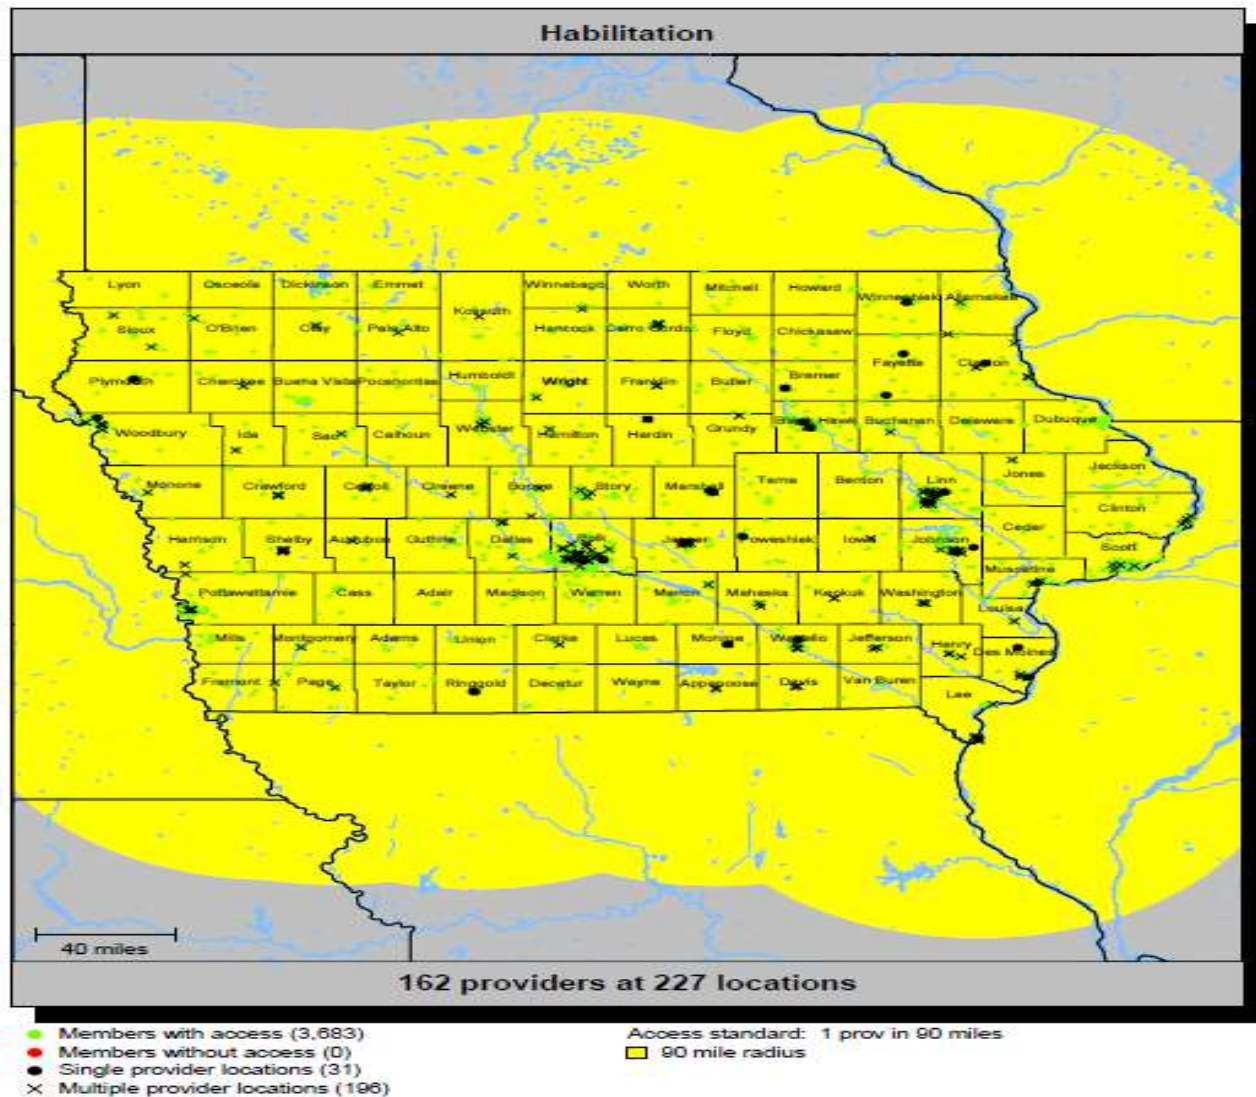 Habilitation
Lyon Osceola Dickinson Emmet Kossuth Winnebago Worth Mitchell Howard Winneshiek Allamakee
Sioux O'Brien Clay Palo Alto Hancock Cerro Gordo Floyd Chickasaw
Fayette Clayton
Plymouth Cherokee Buena Vista Pocahontas Humboldt Wright Franklin Butler Bremer
Woodbury Ida Sac Calhoun Webster Hamilton Hardin Grundy Black Hawk Buchanan Delaware Dubuque
Monona Crawford Carroll Greene Boone Story Marshall Tama Benton Linn Jones Jackson
Clinton
Harrison Shelby Audubon Guthrie Dallas Polk Jasper Poweshiek Iowa Johnson Cedar Scott
Muscatine
Pottawattamie Cass Adair Madison Warren Marion Mahaska Keokuk Washington Louisa
Mills Montgomery Adams Union Clarke Lucas Monroe Wapello Jefferson Henry Des Moines
Fremont Page Taylor Ringgold Decatur Wayne Appanoose Davis Van Buren Lee
40 miles
162 providers at 227 locations
Members with access (3,683)
Members without access (0)
Single provider locations (31)
Multiple provider locations (196)
Access standard: 1 prov in 90 miles
90 mile radius